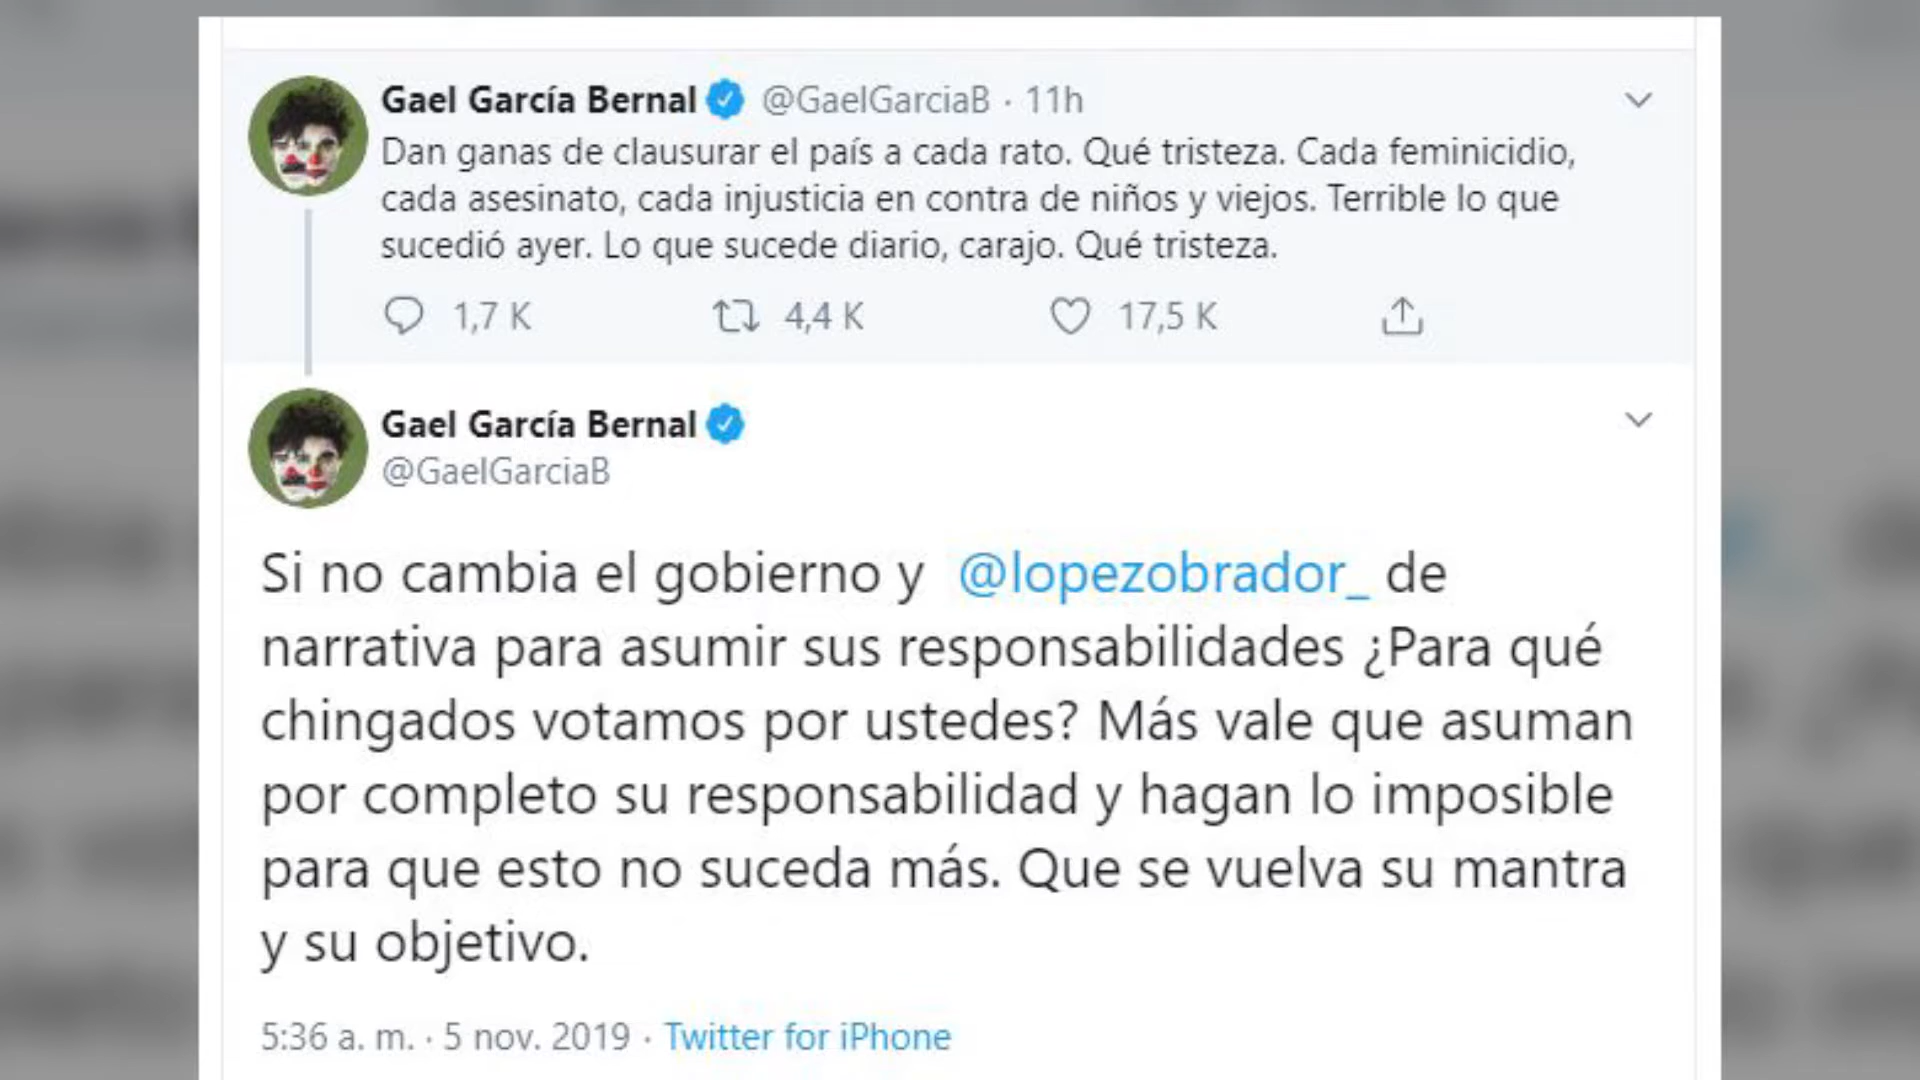 Gael García Bernal @GaelGarciaB · 11h
Dan ganas de clausurar el país a cada rato. Qué tristeza. Cada feminicidio,
cada asesinato, cada injusticia en contra de niños y viejos. Terrible lo que
sucedió ayer. Lo que sucede diario, carajo. Qué tristeza.
1,7 K 4,4 K 17,5 K
Gael García Bernal
@GaelGarciaB
Si no cambia el gobierno y @lopezobrador_ de
narrativa para asumir sus responsabilidades ¿Para qué
chingados votamos por ustedes? Más vale que asuman
por completo su responsabilidad y hagan lo imposible
para que esto no suceda más. Que se vuelva su mantra
y su objetivo.
5:36 a. m. · 5 nov. 2019 · Twitter for iPhone